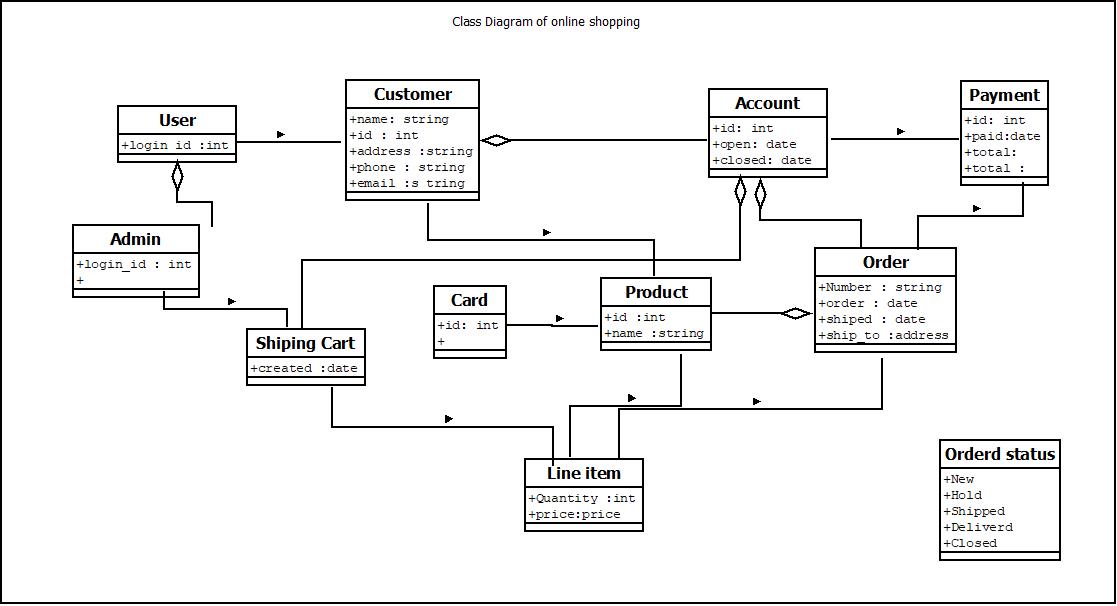 Class Diagram of online shopping
User
+login id :int
Customer
+name: string
+id : int
+address :string
+phone : string
+email :s tring
Account
+id: int
+open: date
+closed: date
Payment
+id: int
+paid:date
+total:
+total :
Admin
+login_id : int
+
Shiping Cart
+created :date
Card
+id: int
+
Product
+id :int
+name :string
Order
+Number : string
+order : date
+shiped : date
+ship_to :address
Line item
+Quantity :int
+price:price
Orderd status
+New
+Hold
+Shipped
+Deliverd
+Closed